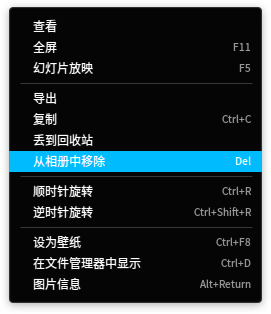 查看
全屏 F11
幻灯片放映 F5
导出
复制 Ctrl+C
丢到回收站
从相册中移除 Del
顺时针旋转 Ctrl+R
逆时针旋转 Ctrl+Shift+R
设为壁纸 Ctrl+F8
在文件管理器中显示 Ctrl+D
图片信息 Alt+Return